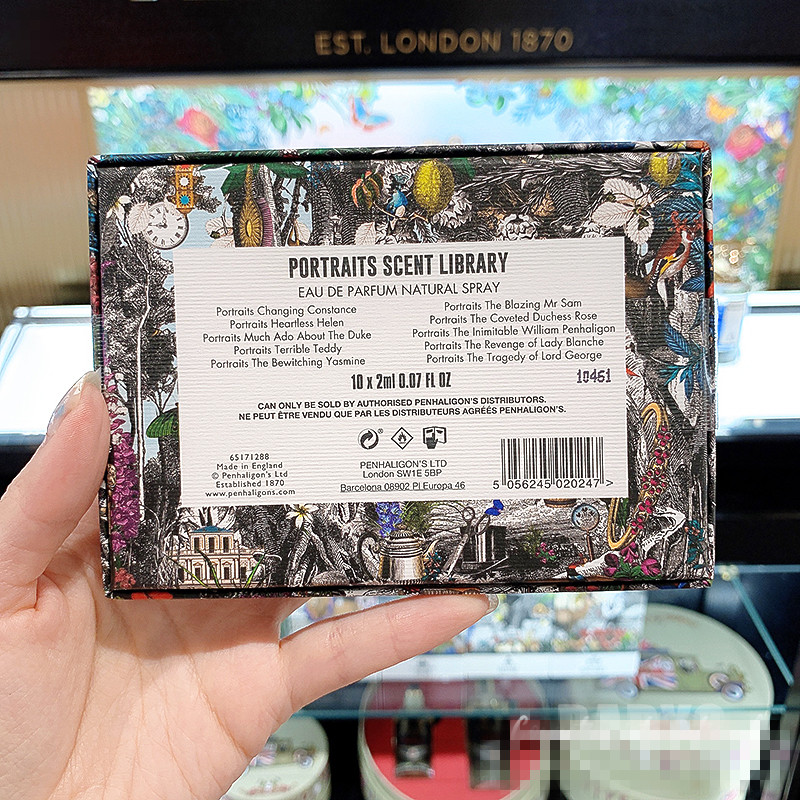 EST. LONDON 1870
PORTRAITS SCENT LIBRARY
EAU DE PARFUM NATURAL SPRAY
Portraits Changing Constance
Portraits Heartless Helen
Portraits Much Ado About The Duke
Portraits Terrible Teddy
Portraits The Bewitching Yasmine
Portraits The Blazing Mr Sam
Portraits The Coveted Duchess Rose
Portraits The Inimitable William Penhaligon
Portraits The Revenge of Lady Blanche
Portraits The Tragedy of Lord George
10 x 2ml 0.07 FL OZ
10461
CAN ONLY BE SOLD BY AUTHORISED PENHALIGON'S DISTRIBUTORS.
NE PEUT ÊTRE VENDU QUE PAR LES DISTRIBUTEURS AGRÉÉS PENHALIGON'S.
65171288
Made in England
© Penhaligon's Ltd
Established 1870
www.penhaligons.com
PENHALIGON'S LTD
London SW1E 5BP
Barcelona 08902 Pl Europa 46
5 056245 020247 >